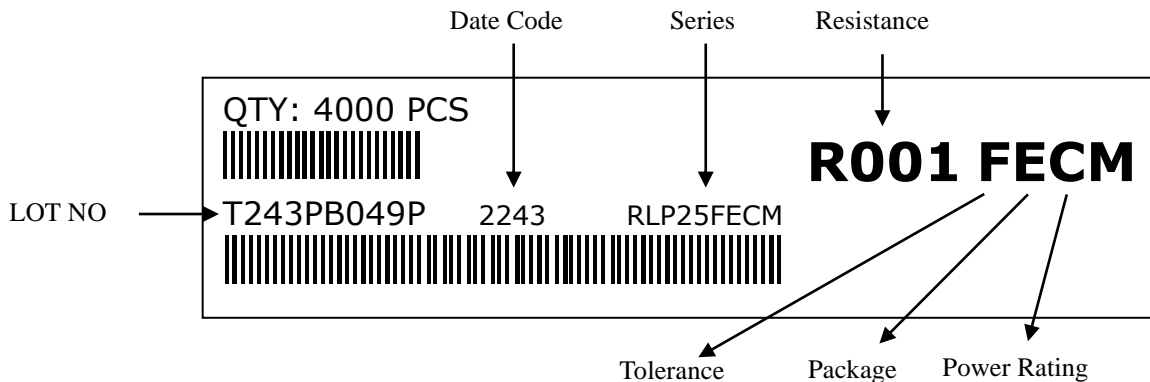 Date Code Series Resistance
QTY: 4000 PCS
R001 FECM
LOT NO T243PB049P 2243 RLP25FECM
Tolerance Package Power Rating